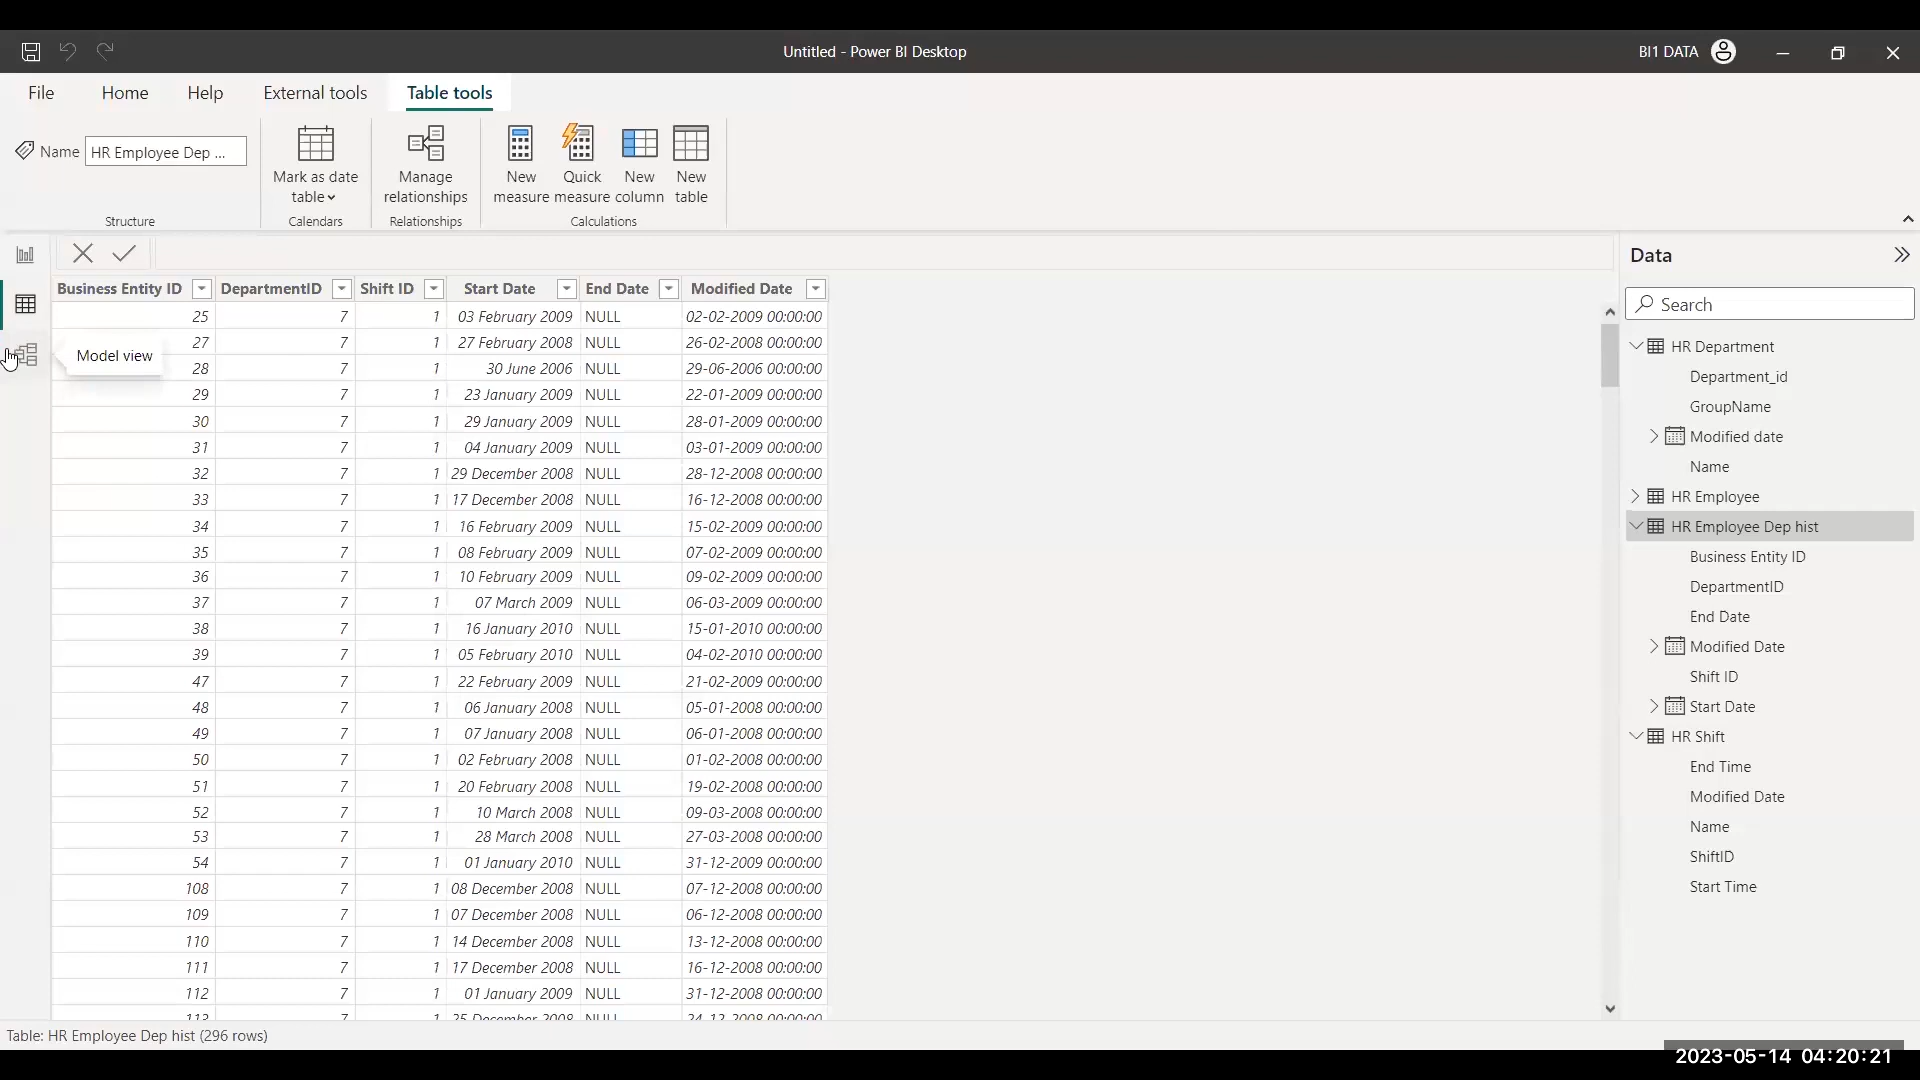 Untitled - Power BI Desktop
BI1 DATA
File Home Help External tools Table tools
Name HR Employee Dep ...
Mark as date table
Manage relationships
New measure
Quick measure
New column
New table
Structure Calendars Relationships Calculations
Data
Business Entity ID DepartmentID Shift ID Start Date End Date Modified Date
25 7 1 03 February 2009 NULL 02-02-2009 00:00:00
27 7 1 27 February 2008 NULL 26-02-2008 00:00:00
28 7 1 30 June 2006 NULL 29-06-2006 00:00:00
29 7 1 23 January 2009 NULL 22-01-2009 00:00:00
30 7 1 29 January 2009 NULL 28-01-2009 00:00:00
31 7 1 04 January 2009 NULL 03-01-2009 00:00:00
32 7 1 29 December 2008 NULL 28-12-2008 00:00:00
33 7 1 17 December 2008 NULL 16-12-2008 00:00:00
34 7 1 16 February 2009 NULL 15-02-2009 00:00:00
35 7 1 08 February 2009 NULL 07-02-2009 00:00:00
36 7 1 10 February 2009 NULL 09-02-2009 00:00:00
37 7 1 07 March 2009 NULL 06-03-2009 00:00:00
38 7 1 16 January 2010 NULL 15-01-2010 00:00:00
39 7 1 05 February 2010 NULL 04-02-2010 00:00:00
47 7 1 22 February 2009 NULL 21-02-2009 00:00:00
48 7 1 06 January 2008 NULL 05-01-2008 00:00:00
49 7 1 07 January 2008 NULL 06-01-2008 00:00:00
50 7 1 02 February 2008 NULL 01-02-2008 00:00:00
51 7 1 20 February 2008 NULL 19-02-2008 00:00:00
52 7 1 10 March 2008 NULL 09-03-2008 00:00:00
53 7 1 28 March 2008 NULL 27-03-2008 00:00:00
54 7 1 01 January 2010 NULL 31-12-2009 00:00:00
108 7 1 08 December 2008 NULL 07-12-2008 00:00:00
109 7 1 07 December 2008 NULL 06-12-2008 00:00:00
110 7 1 14 December 2008 NULL 13-12-2008 00:00:00
111 7 1 17 December 2008 NULL 16-12-2008 00:00:00
112 7 1 01 January 2009 NULL 31-12-2008 00:00:00
113 7 1 25 December 2008 NULL 24-12-2008 00:00:00
Model view
Search
HR Department
Department_id
GroupName
Modified date
Name
HR Employee
HR Employee Dep hist
Business Entity ID
DepartmentID
End Date
Modified Date
Shift ID
Start Date
HR Shift
End Time
Modified Date
Name
ShiftID
Start Time
Table: HR Employee Dep hist (296 rows)
2023-05-14 04:20:21